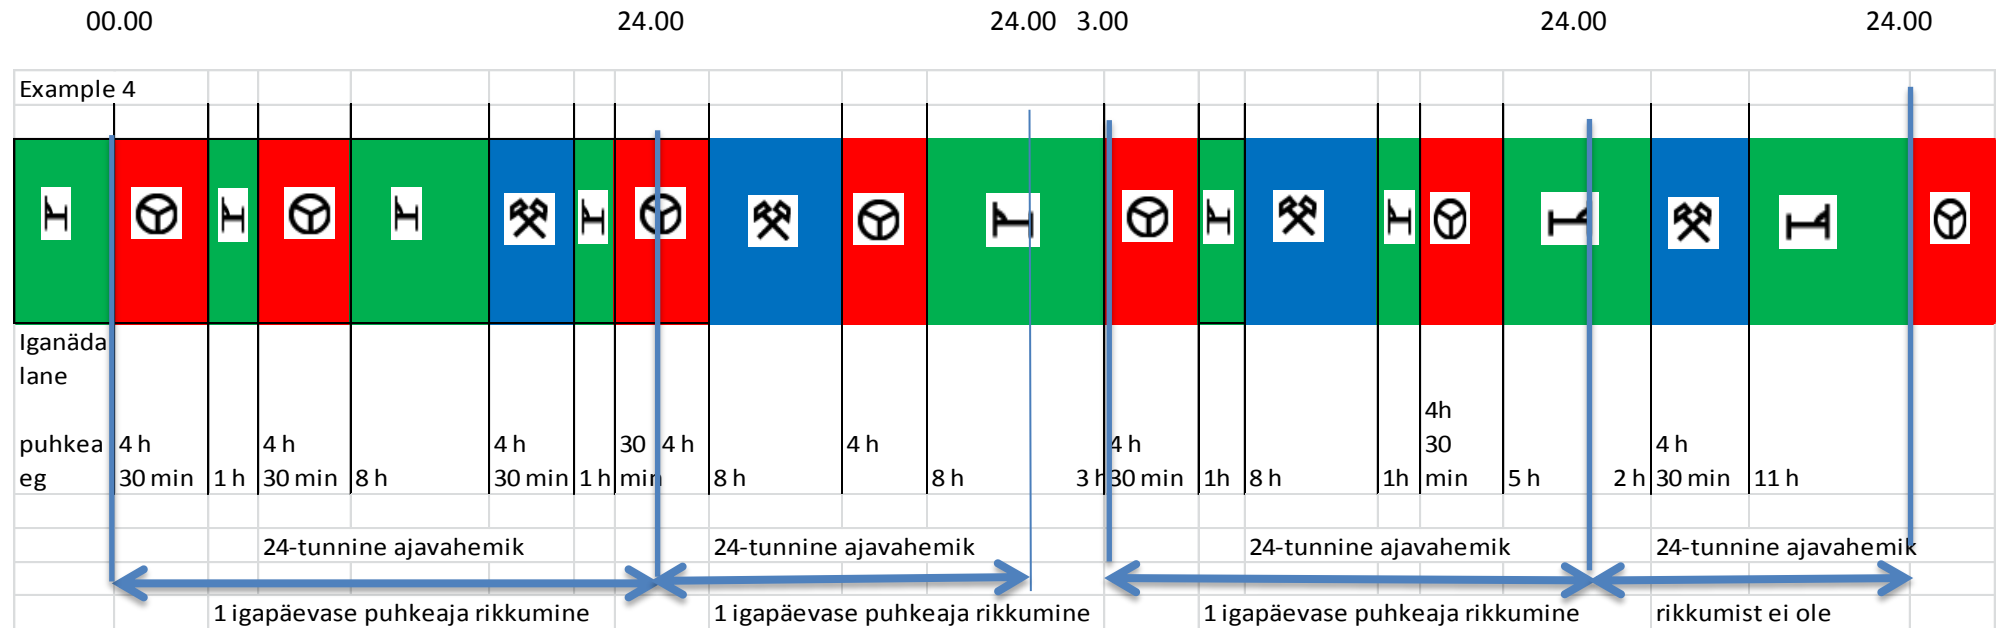 00.00 24.00 24.00 3.00 24.00 24.00
Example 4
Iganäda
lane
4h
puhkea 4 h 4 h 4 h 30 4 h 4 h 4 h 30 4 h
eg 30 min 1 h 30 min 8 h 30 min 1 h min 8 h 8 h 3 h 30 min 1h 8 h 1h min 5 h 2 h 30 min 11 h
24-tunnine ajavahemik 24-tunnine ajavahemik 24-tunnine ajavahemik 24-tunnine ajavahemik
1 igapäevase puhkeaja rikkumine 1 igapäevase puhkeaja rikkumine 1 igapäevase puhkeaja rikkumine rikkumist ei ole